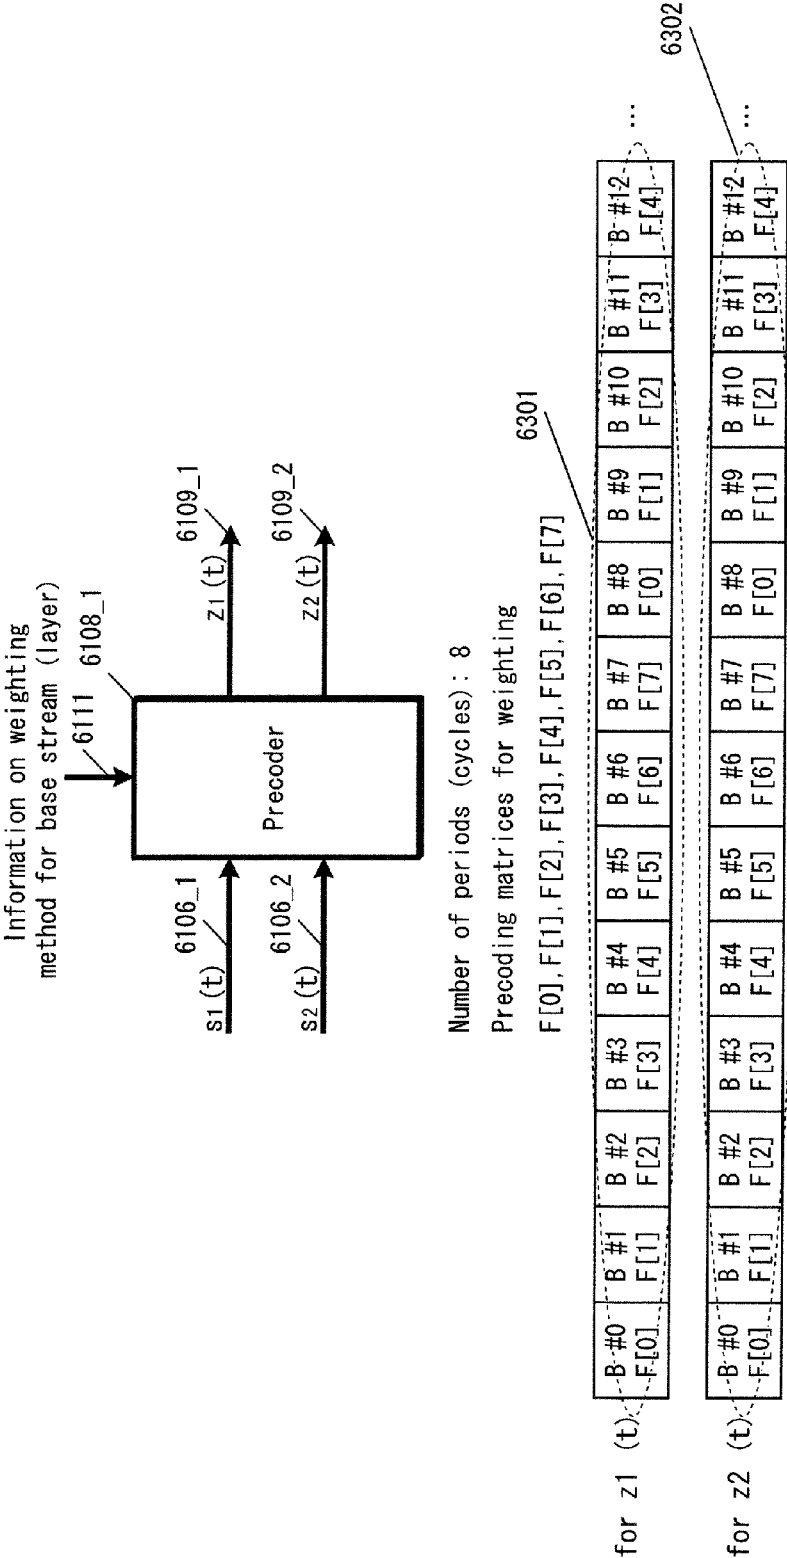 Information on weighting
method for base stream (layer)
6111
6108_1
s1(t)
6106_1
s2(t)
6106_2
Precoder
z1(t)
6109_1
z2(t)
6109_2
Number of periods (cycles): 8
Precoding matrices for weighting
F[0], F[1], F[2], F[3], F[4], F[5], F[6], F[7]
6301
for z1 (t)
B #0 B #1 B #2 B #3 B #4 B #5 B #6 B #7 B #8 B #9 B #10 B #11 B #12 ...
F[0] F[1] F[2] F[3] F[4] F[5] F[6] F[7] F[0] F[1] F[2] F[3] F[4]
6302
for z2 (t)
B #0 B #1 B #2 B #3 B #4 B #5 B #6 B #7 B #8 B #9 B #10 B #11 B #12 ...
F[0] F[1] F[2] F[3] F[4] F[5] F[6] F[7] F[0] F[1] F[2] F[3] F[4]